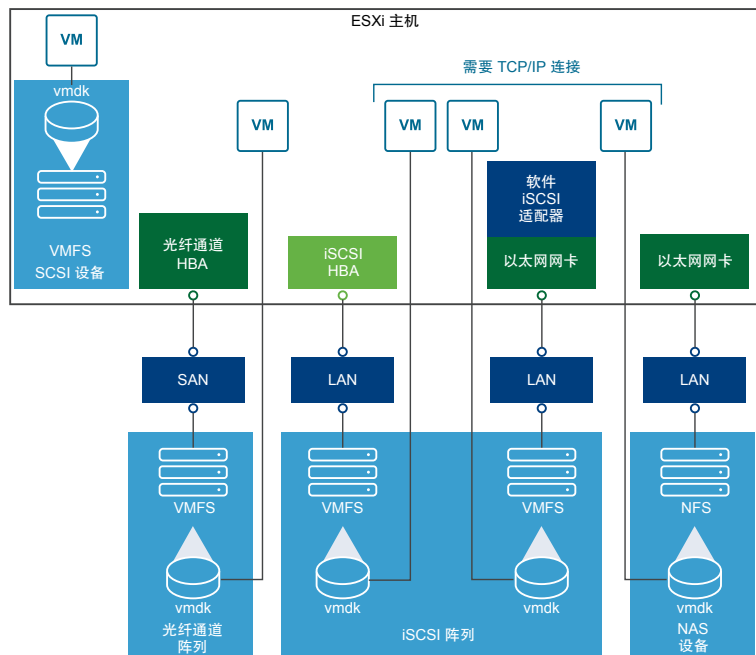 ESXi 主机
VM
需要 TCP/IP 连接
vmdk
VM
VM
VM
VM
VMFS
SCSI 设备
光纤通道
HBA
iSCSI
HBA
软件
iSCSI
适配器
以太网网卡
以太网网卡
SAN
LAN
LAN
LAN
VMFS
VMFS
VMFS
NFS
vmdk
vmdk
vmdk
vmdk
光纤通道
阵列
iSCSI 阵列
NAS
设备